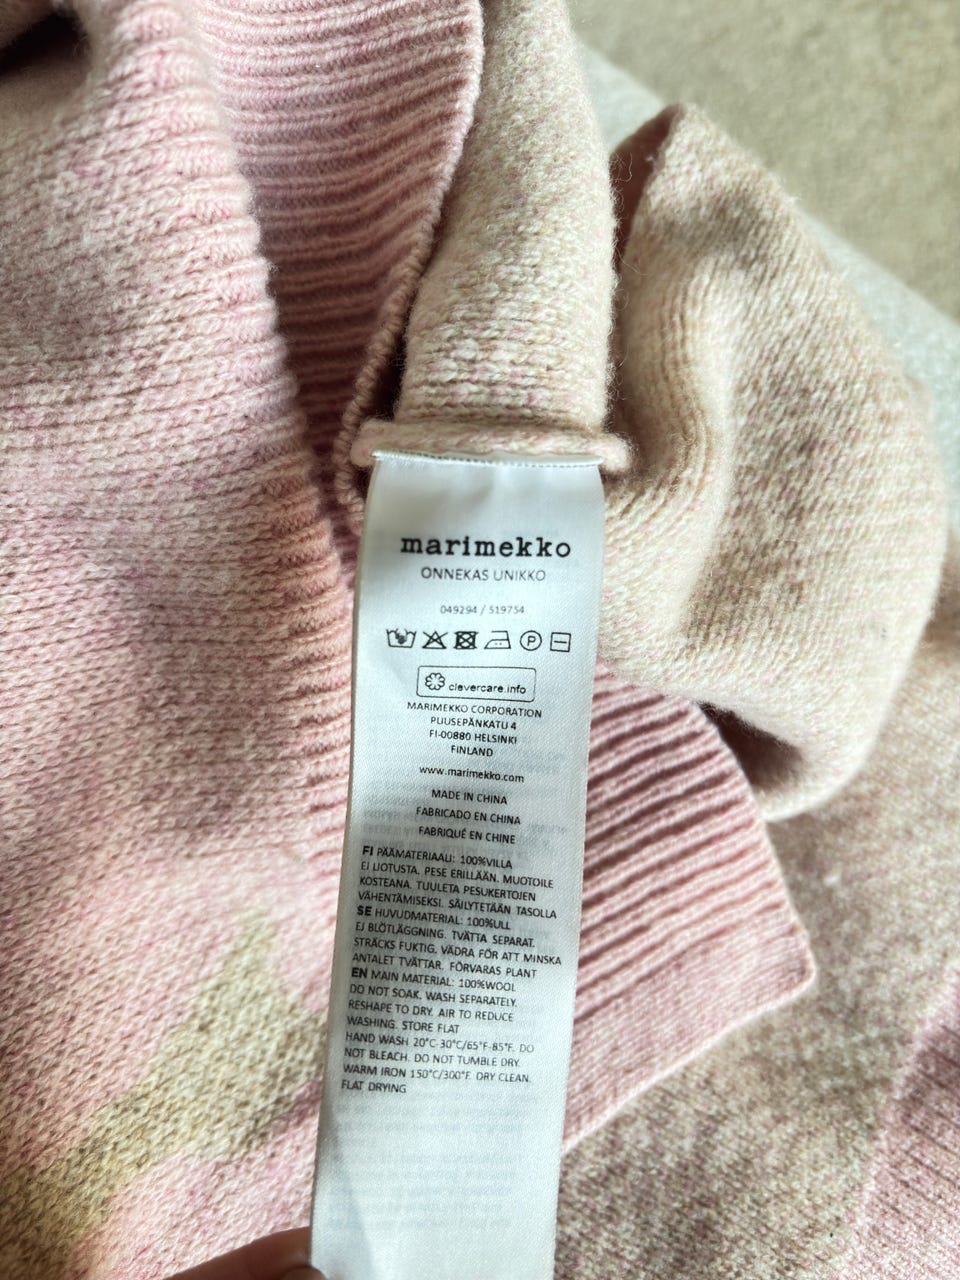 marimekko
ONNEKAS UNIKKO
049294 / 519754
P
clevercare.info
MARIMEKKO CORPORATION
PUUSEPÄNKATU 4
FI-00880 HELSINKI
FINLAND
www.marimekko.com
MADE IN CHINA
FABRICADO EN CHINA
FABRIQUÉ EN CHINE
FI PÄÄMATERIAALI: 100%VILLA
EI LIOTUSTA. PESE ERILLÄÄN. MUOTOILE
KOSTEANA. TUULETA PESUKERTOJEN
VÄHENTÄMISEKSI. SÄILYTETÄÄN TASOLLA
SE HUVUDMATERIAL: 100%ULL
EJ BLÖTLÄGGNING. TVÄTTA SEPARAT.
STRÄCKS FUKTIG. VÄDRA FÖR ATT MINSKA
ANTALET TVÄTTAR. FÖRVARAS PLANT
EN MAIN MATERIAL: 100%WOOL
DO NOT SOAK. WASH SEPARATELY.
RESHAPE TO DRY. AIR TO REDUCE
WASHING. STORE FLAT
HAND WASH 20°C-30°C/65°F-85°F. DO
NOT BLEACH. DO NOT TUMBLE DRY.
WARM IRON 150°C/300°F. DRY CLEAN.
FLAT DRYING